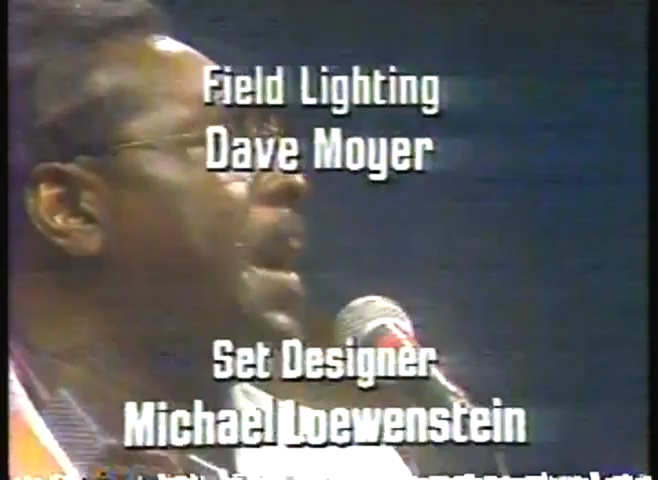 Field Lighting
Dave Moyer
Set Designer
Michael Loewenstein